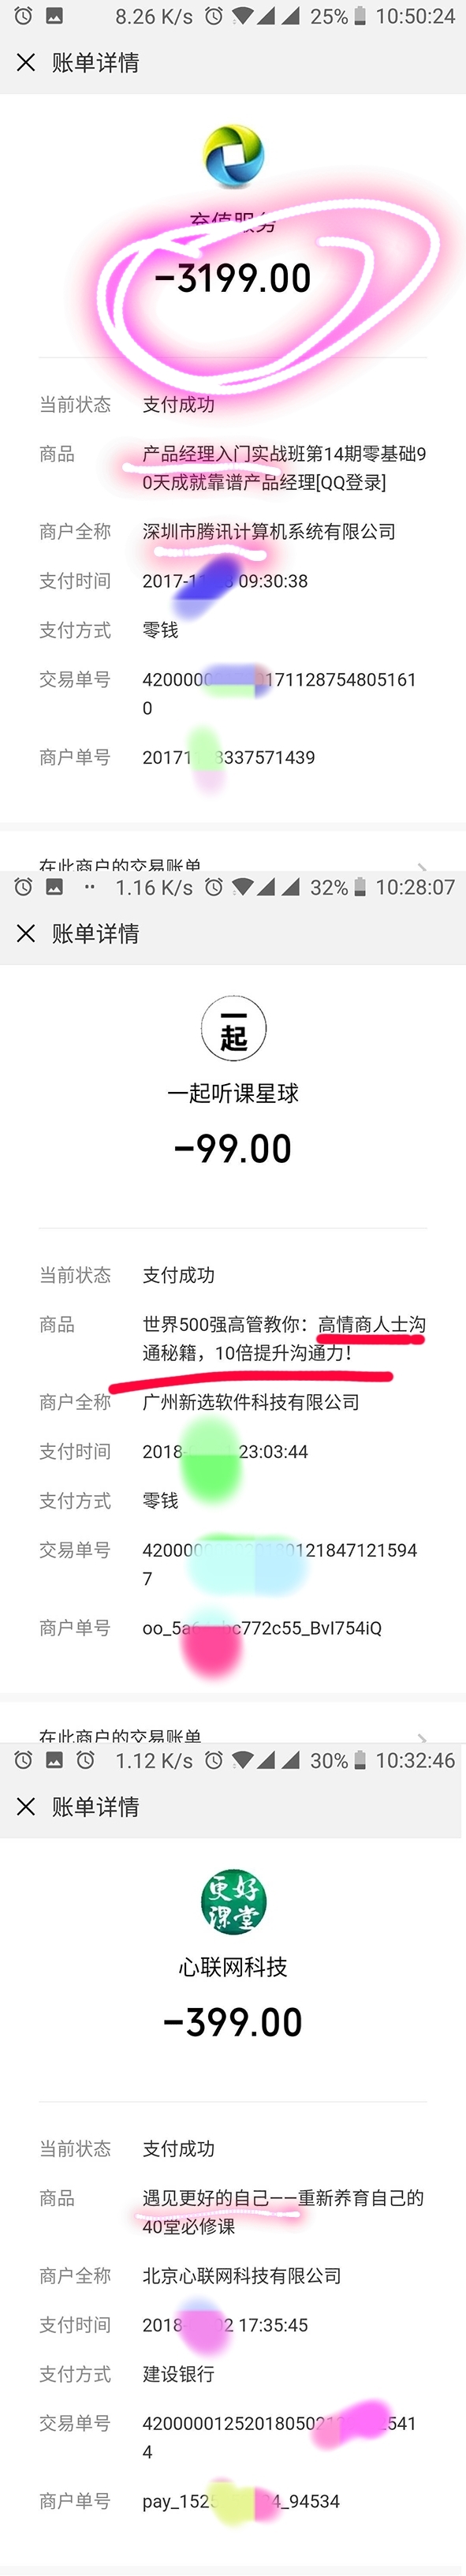 8.26 K/s 25% 10:50:24
账单详情
充值服务
-3199.00
当前状态 支付成功
商品 产品经理入门实战班第14期零基础9
0天成就靠谱产品经理[QQ登录]
商户全称 深圳市腾讯计算机系统有限公司
支付时间 2017-1 09:30:38
支付方式 零钱
交易单号 420000 171128754805161
0
商户单号 20171 3337571439
在此商户的交易账单
1.16 K/s 32% 10:28:07
账单详情
一起
一起听课星球
-99.00
当前状态 支付成功
商品 世界500强高管教你：高情商人士沟
通秘籍，10倍提升沟通力！
商户全称 广州新选软件科技有限公司
支付时间 2018- 23:03:44
支付方式 零钱
交易单号 420000 121847121594
7
商户单号 oo_5a c772c55_BvI754iQ
在此商户的交易账单
1.12 K/s 30% 10:32:46
账单详情
更好
课堂
心联网科技
-399.00
当前状态 支付成功
商品 遇见更好的自己——重新养育自己的
40堂必修课
商户全称 北京心联网科技有限公司
支付时间 2018- 2 17:35:45
支付方式 建设银行
交易单号 42000001252018050 541
4
商户单号 pay_152 4_94534